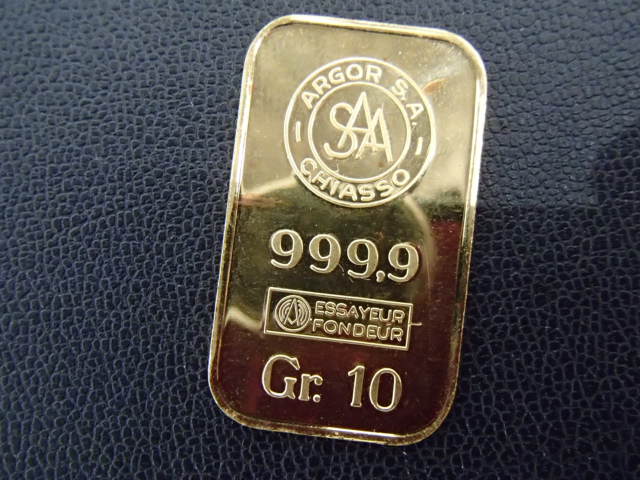 ARGOR S.A.
SAA
CHIASSO
999,9
ESSAYEUR
FONDEUR
Gr. 10